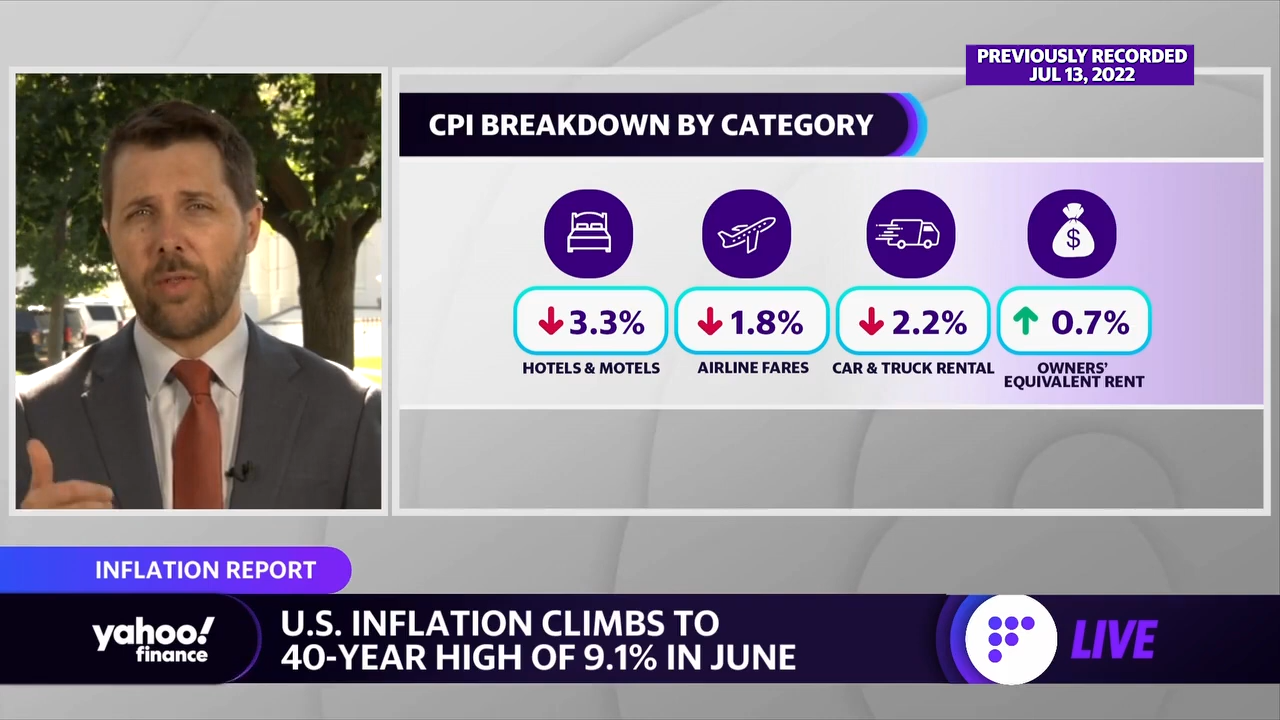 PREVIOUSLY RECORDED
JUL 13, 2022
CPI BREAKDOWN BY CATEGORY
$
3.3%
1.8%
2.2%
0.7%
HOTELS & MOTELS
AIRLINE FARES
CAR & TRUCK RENTAL
OWNERS'
EQUIVALENT RENT
INFLATION REPORT
yahoo!
finance
U.S. INFLATION CLIMBS TO
40-YEAR HIGH OF 9.1% IN JUNE
LIVE